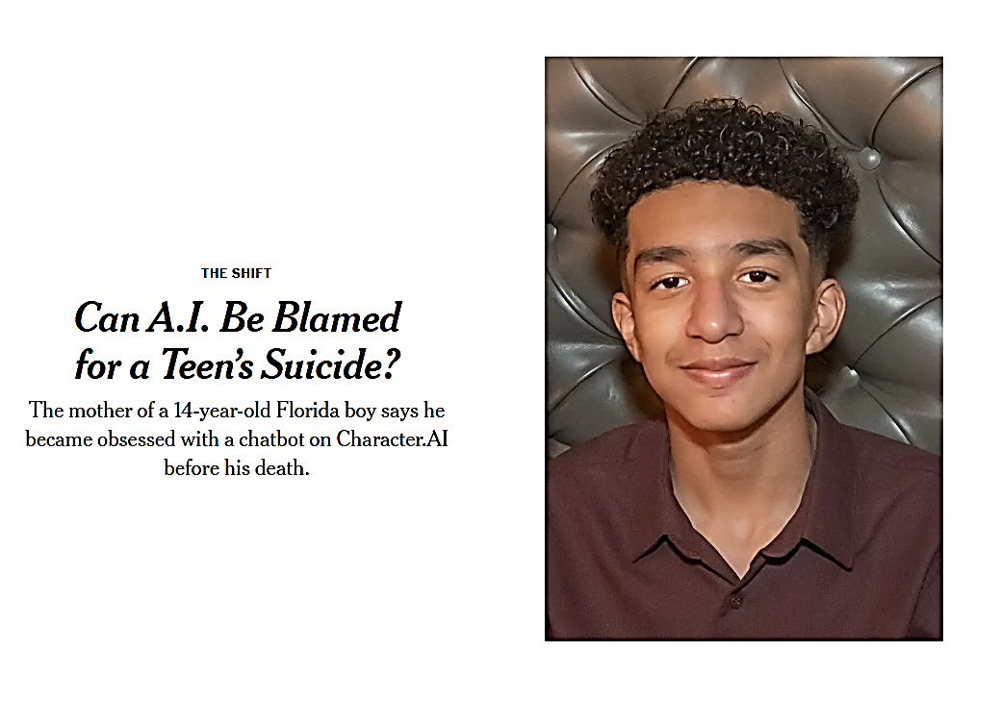 THE SHIFT
Can A.I. Be Blamed
for a Teen’s Suicide?
The mother of a 14-year-old Florida boy says he
became obsessed with a chatbot on Character.AI
before his death.